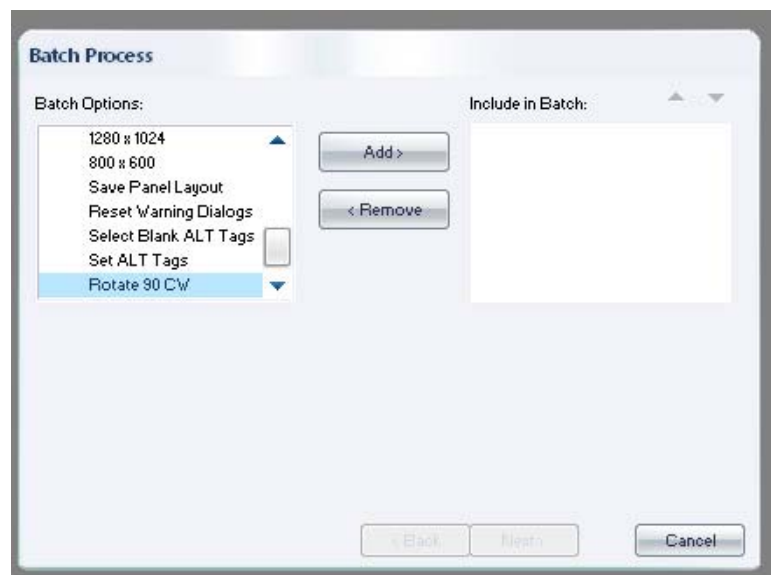 Batch Process
Batch Options:
Include in Batch:
1280 x 1024
800 x 600
Save Panel Layout
Reset Warning Dialogs
Select Blank ALT Tags
Set ALT Tags
Rotate 90 CW
Add >
< Remove
< Back
Next >
Cancel